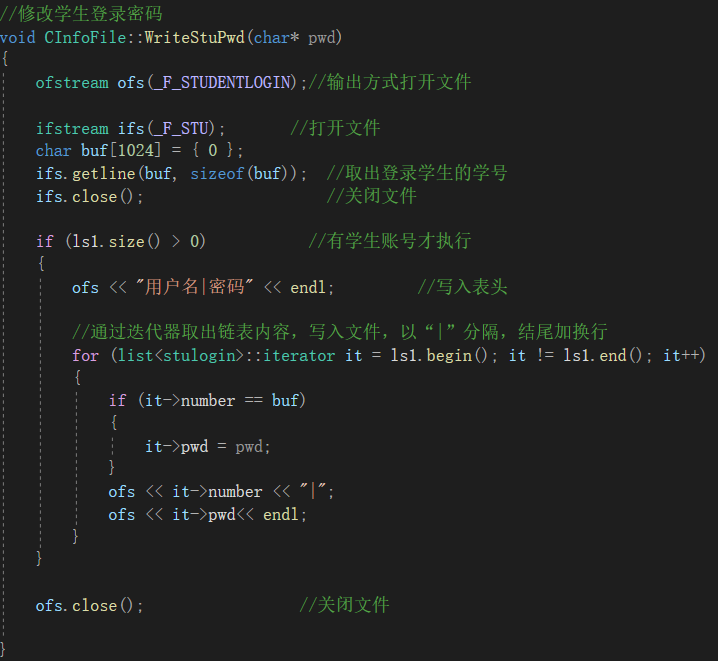 //修改学生登录密码
void CInfoFile::WriteStuPwd(char* pwd)
{
ofstream ofs(_F_STUDENTLOGIN);//输出方式打开文件
ifstream ifs(_F_STU); //打开文件
char buf[1024] = { 0 };
ifs.getline(buf, sizeof(buf)); //取出登录学生的学号
ifs.close(); //关闭文件
if (ls1.size() > 0) //有学生账号才执行
{
ofs << "用户名|密码" << endl; //写入表头
//通过迭代器取出链表内容，写入文件，以“|”分隔，结尾加换行
for (list<stulogin>::iterator it = ls1.begin(); it != ls1.end(); it++)
{
if (it->number == buf)
{
it->pwd = pwd;
}
ofs << it->number << "|";
ofs << it->pwd<< endl;
}
}
ofs.close(); //关闭文件
}